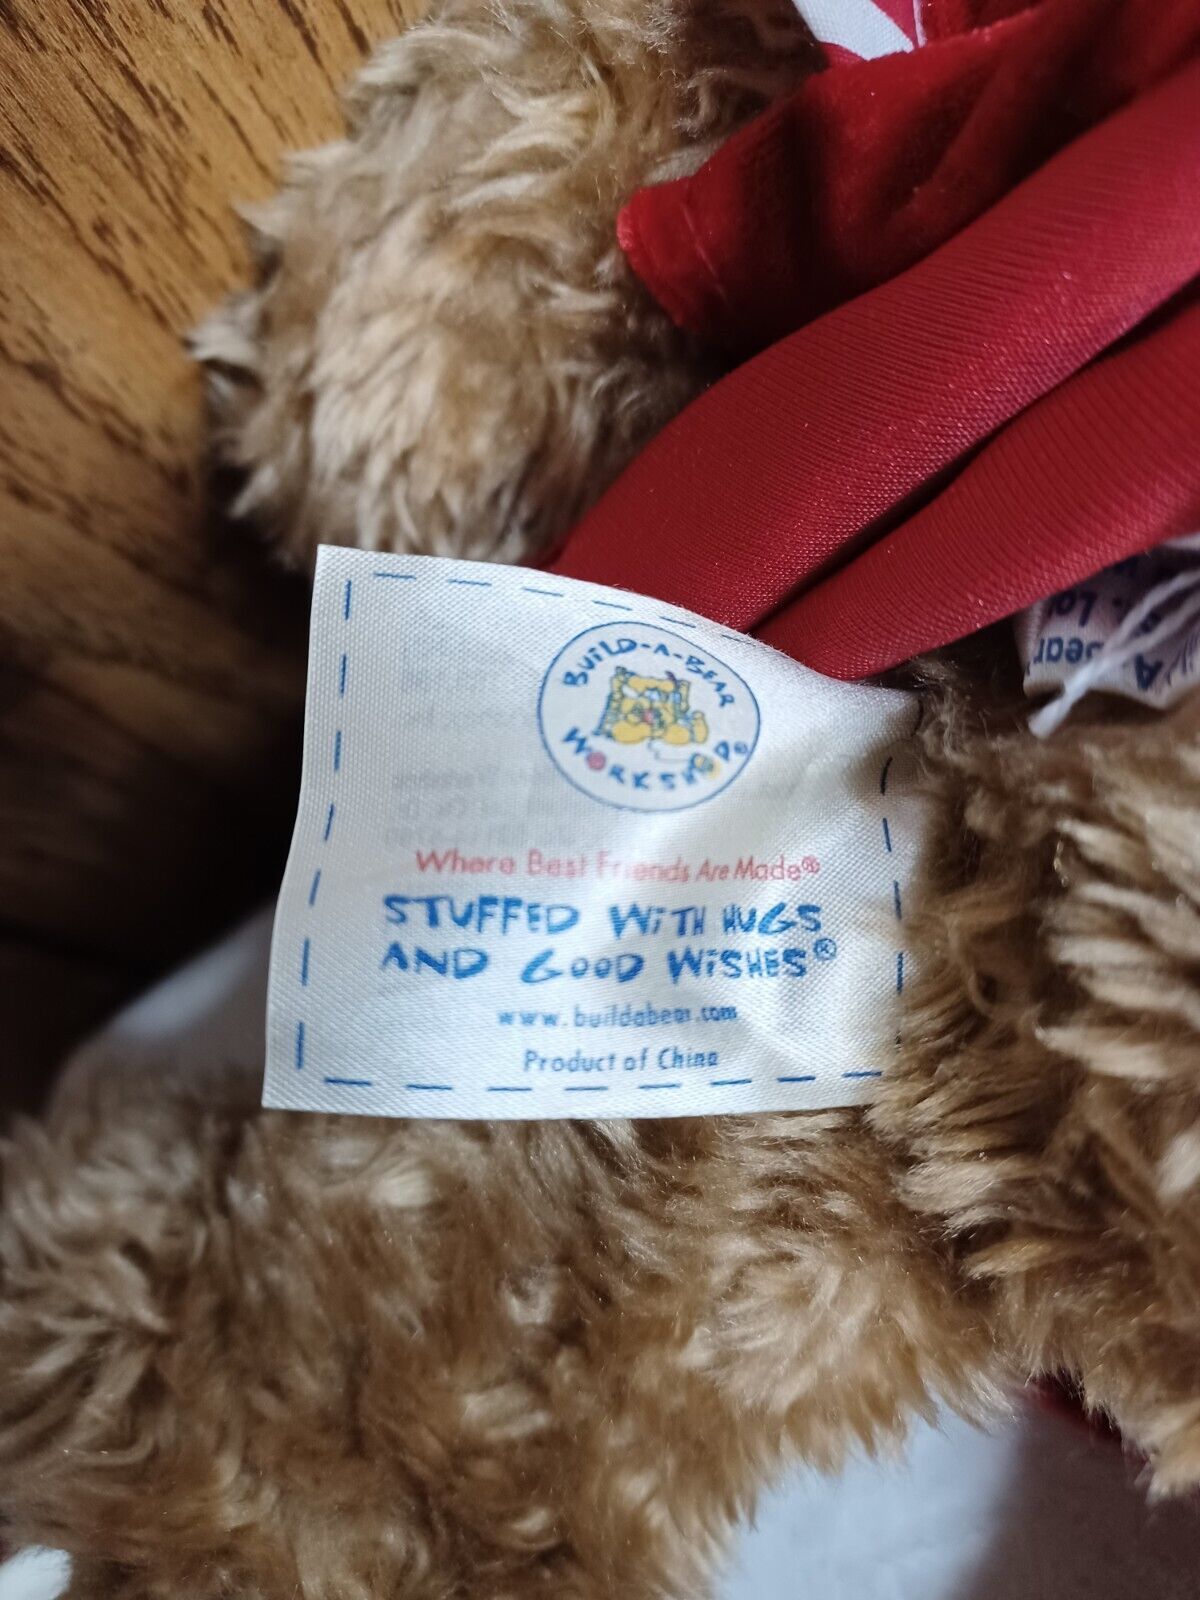 BUiLD-A-BEAR
WORKSHOP®
Where Best Friends Are Made®
STUFFED WiTH HUGS
AND GOOD WiSHES®
www.buildabear.com
Product of China